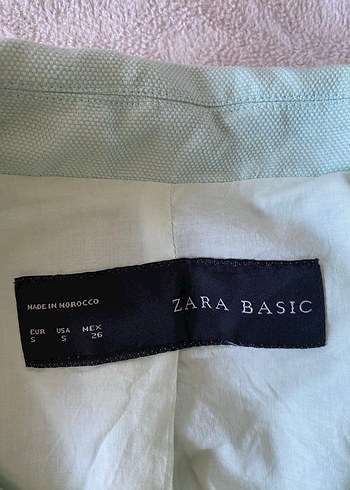 MADE IN MOROCCO
ZARA BASIC
EUR USA MEX
S S 26